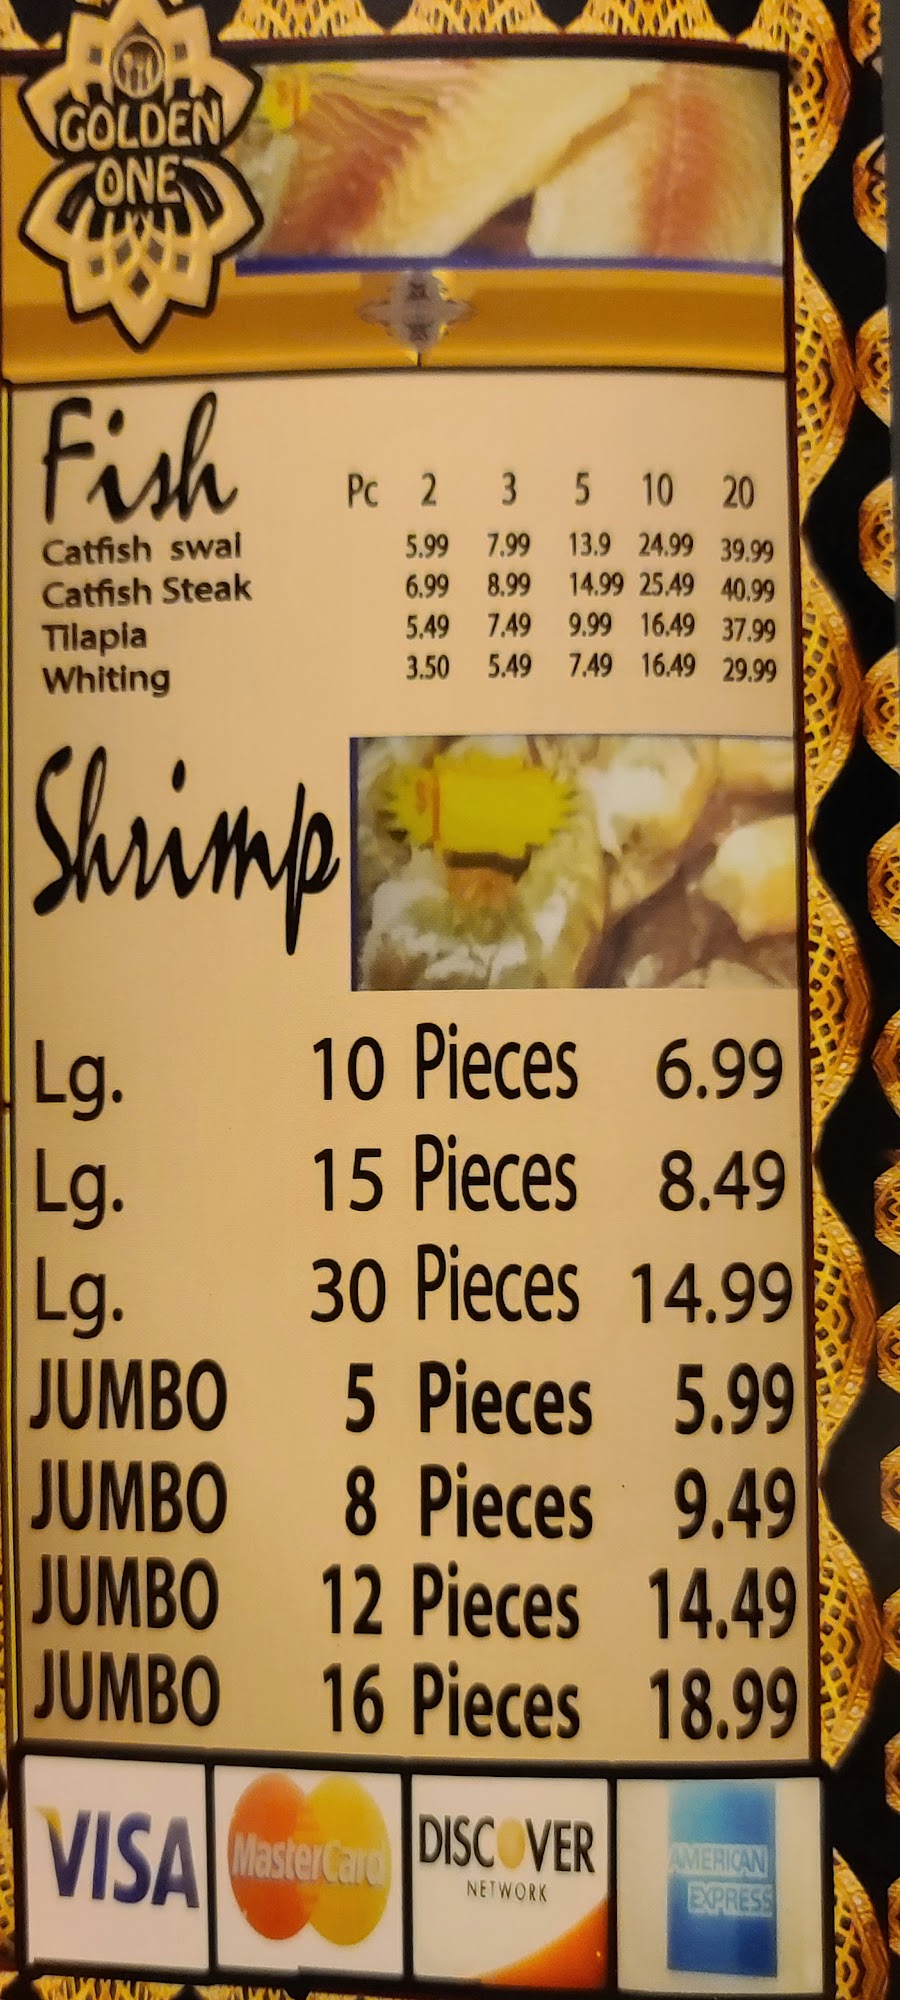 GOLDEN
ONE
Fish Pc 2 3 5 10 20
Catfish swai 5.99 7.99 13.9 24.99 39.99
Catfish Steak 6.99 8.99 14.99 25.49 40.99
Tilapia 5.49 7.49 9.99 16.49 37.99
Whiting 3.50 5.49 7.49 16.49 29.99
Shrimp
Lg. 10 Pieces 6.99
Lg. 15 Pieces 8.49
Lg. 30 Pieces 14.99
JUMBO 5 Pieces 5.99
JUMBO 8 Pieces 9.49
JUMBO 12 Pieces 14.49
JUMBO 16 Pieces 18.99
VISA MasterCard DISCOVER NETWORK AMERICAN EXPRESS